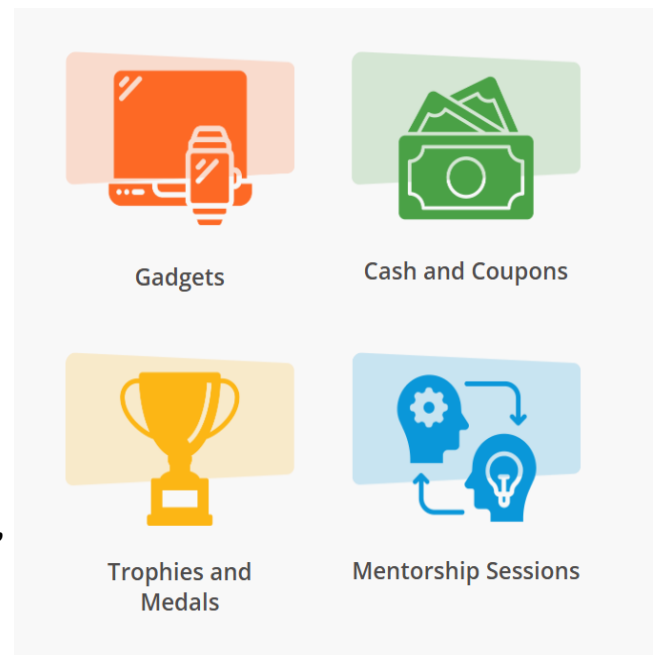 Gadgets
Cash and Coupons
Trophies and
Medals
Mentorship Sessions